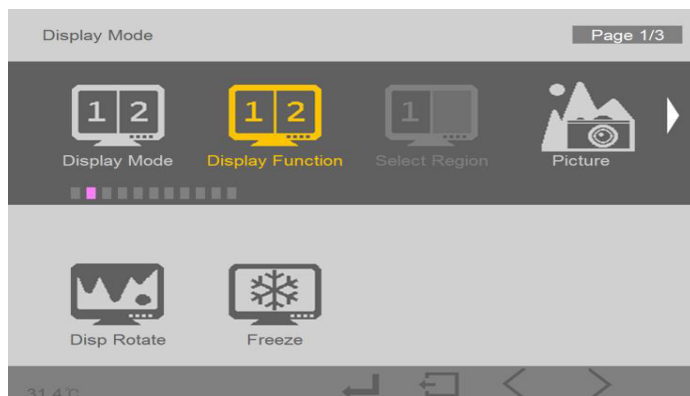 Display Mode
Page 1/3
1 2
1 2
1
Display Mode
Display Function
Select Region
Picture
Disp Rotate
Freeze
31.4℃